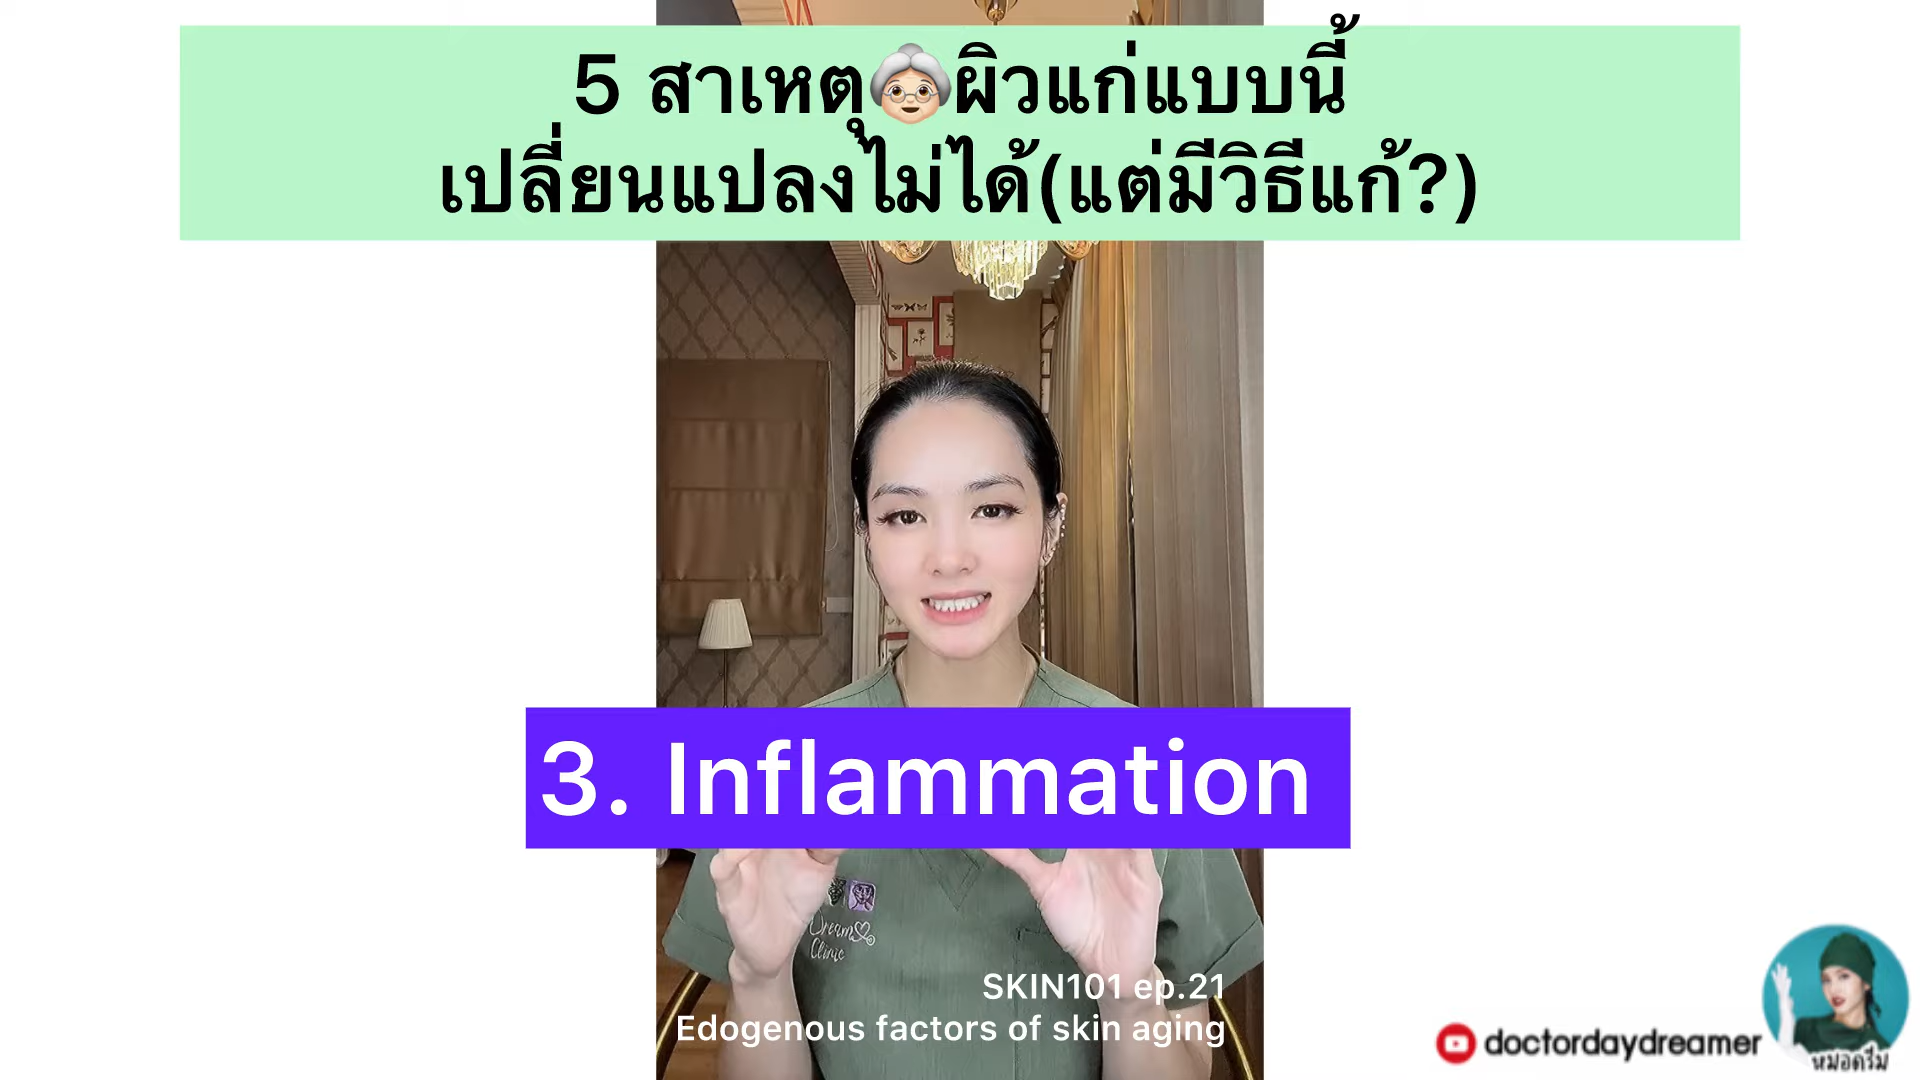 5 สาเหตุ👵🏻ผิวแก่แบบนี้
เปลี่ยนแปลงไม่ได้(แต่มีวิธีแก้?)
3. Inflammation
Dream
Clinic
SKIN101 ep.21
Edogenous factors of skin aging
doctordaydreamer
หมอดรีม